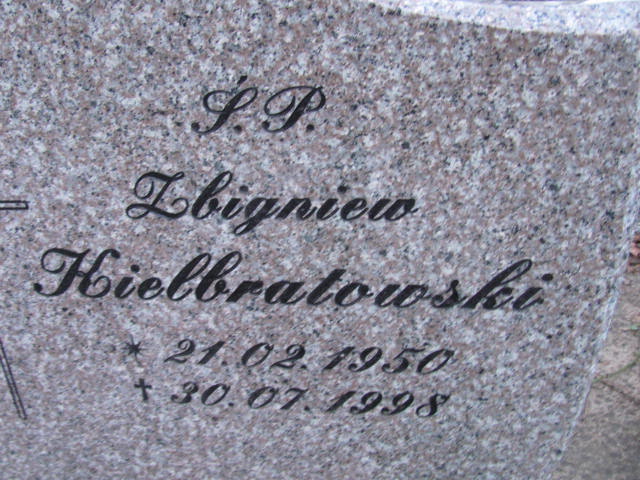 Ś.P.
Zbigniew
Kielbratowski
* 21.02.1950
✝ 30.07.1998